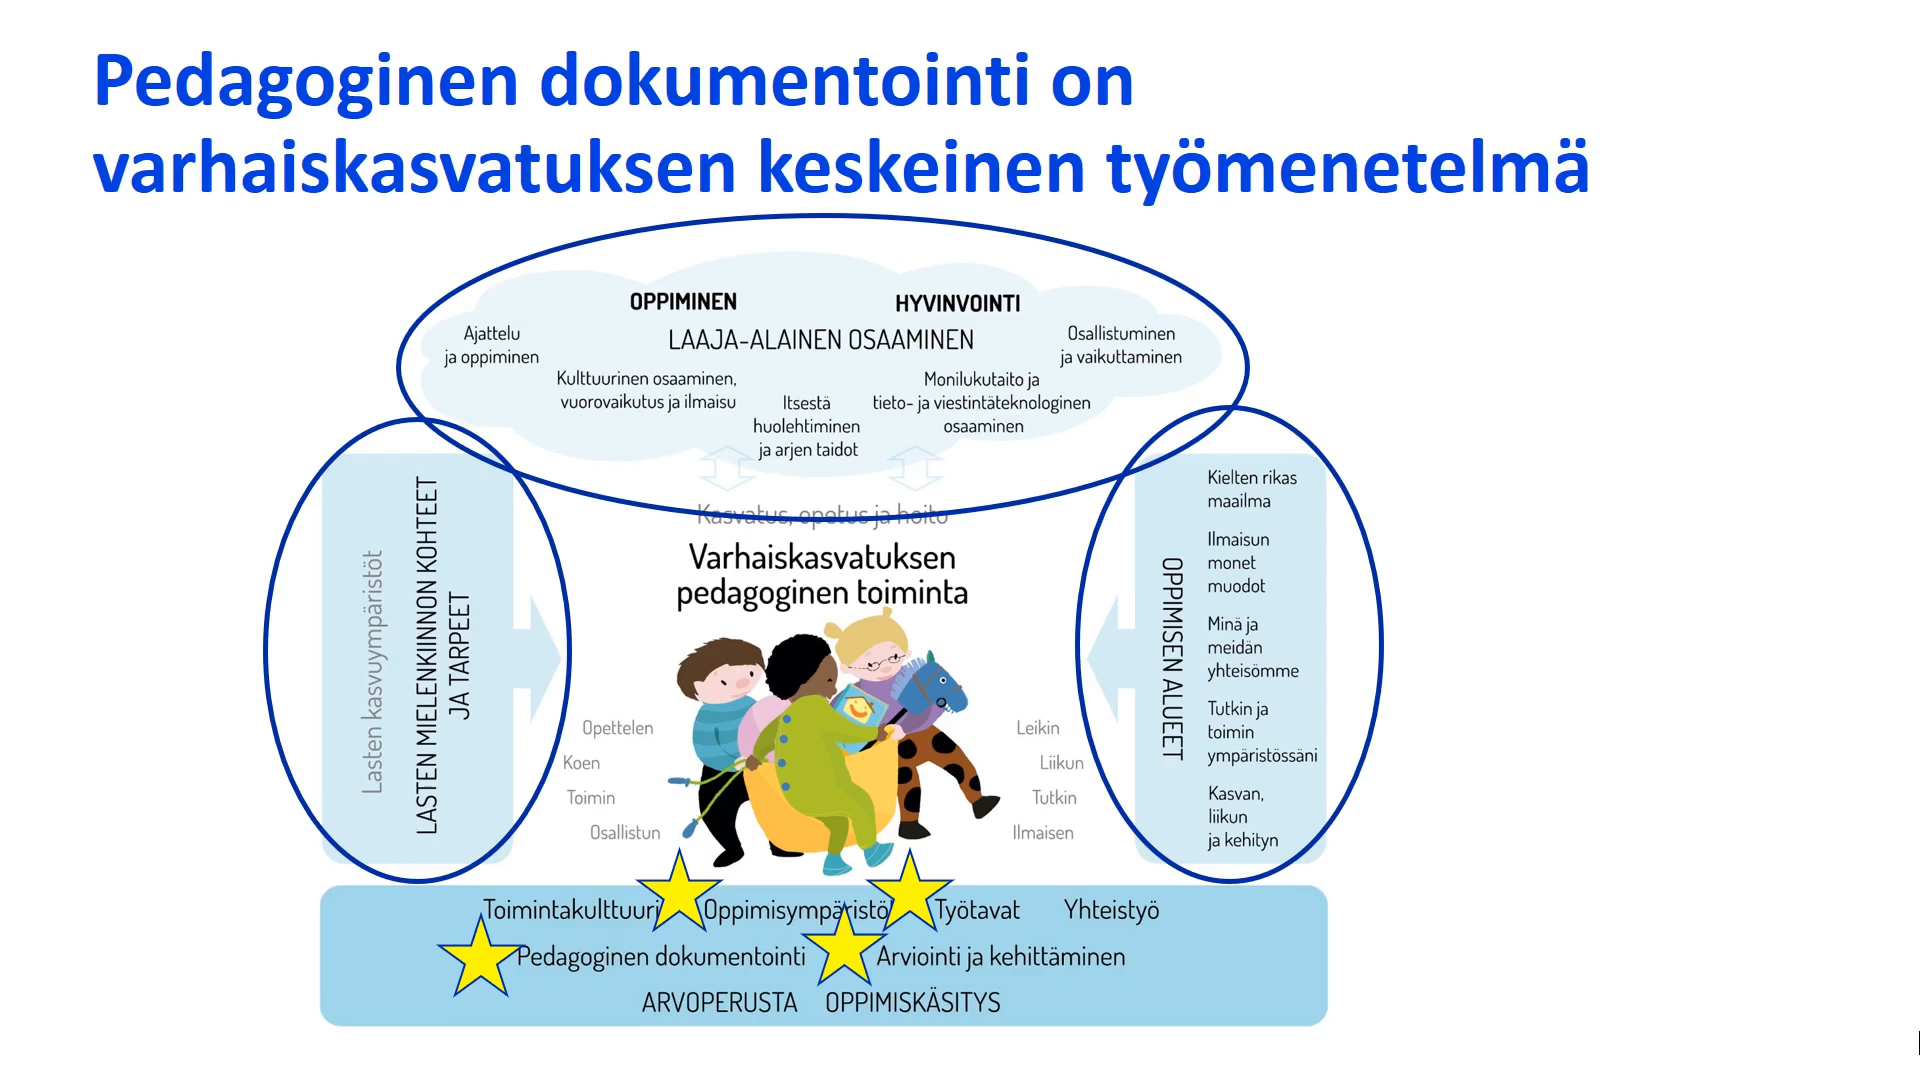 Pedagoginen dokumentointi on
varhaiskasvatuksen keskeinen työmenetelmä
OPPIMINEN
HYVINVOINTI
LAAJA-ALAINEN OSAAMINEN
Ajattelu
ja oppiminen
Kulttuurinen osaaminen,
vuorovaikutus ja ilmaisu
Itsestä
huolehtiminen
ja arjen taidot
Monilukutaito ja
tieto- ja viestintäteknologinen
osaaminen
Osallistuminen
ja vaikuttaminen
Kasvatus, opetus ja hoito
Varhaiskasvatuksen
pedagoginen toiminta
Lasten kasvuympäristöt
LASTEN MIELENKIINNON KOHTEET
JA TARPEET
Opettelen
Koen
Toimin
Osallistun
Leikin
Liikun
Tutkin
Ilmaisen
OPPIMISEN ALUEET
Kielten rikas
maailma
Ilmaisun
monet
muodot
Minä ja
meidän
yhteisömme
Tutkin ja
toimin
ympäristössäni
Kasvan,
liikun
ja kehityn
Toimintakulttuuri Oppimisympäristö Työtavat Yhteistyö
Pedagoginen dokumentointi Arviointi ja kehittäminen
ARVOPERUSTA OPPIMISKÄSITYS